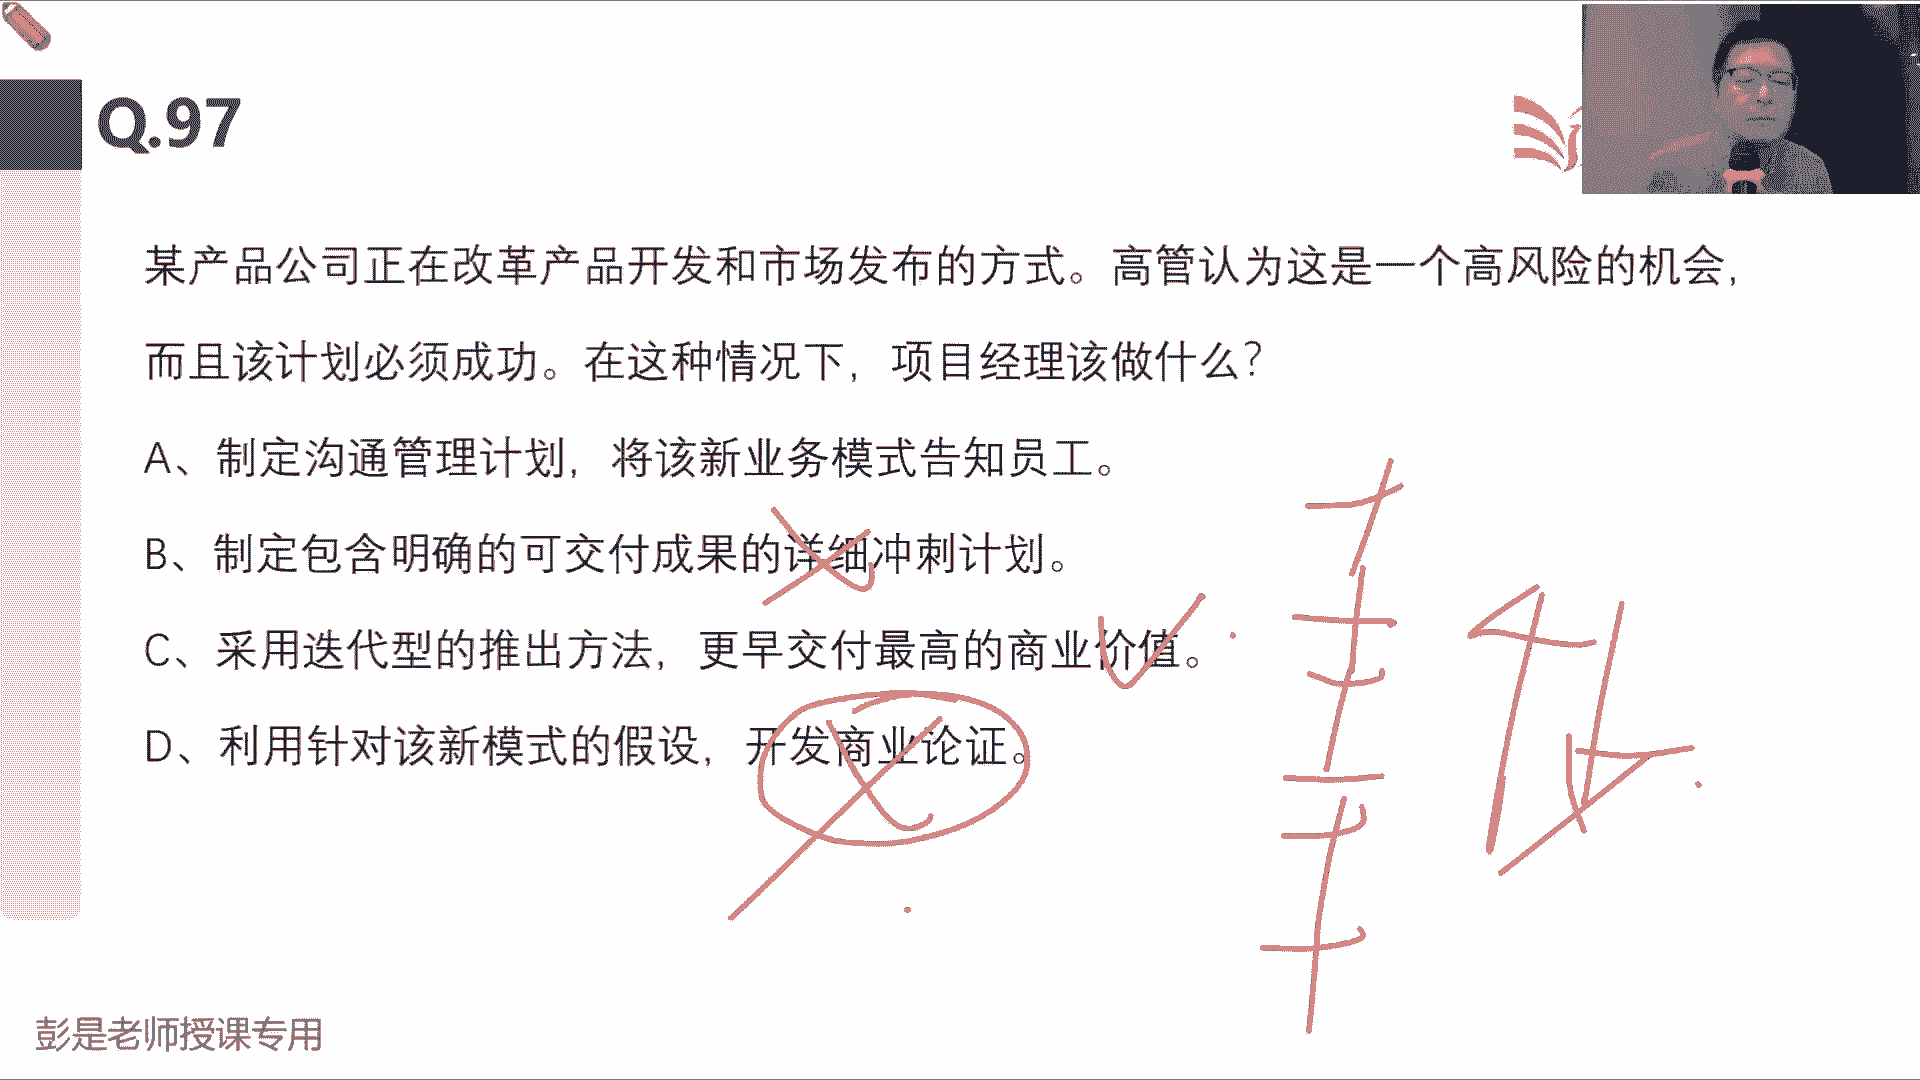 Q.97
某产品公司正在改革产品开发和市场发布的方式。高管认为这是一个高风险的机会，
而且该计划必须成功。在这种情况下，项目经理该做什么？
A、制定沟通管理计划，将该新业务模式告知员工。
B、制定包含明确的可交付成果的详细冲刺计划。
C、采用迭代型的推出方法，更早交付最高的商业价值。
D、利用针对该新模式的假设，开发商业论证。
彭是老师授课专用